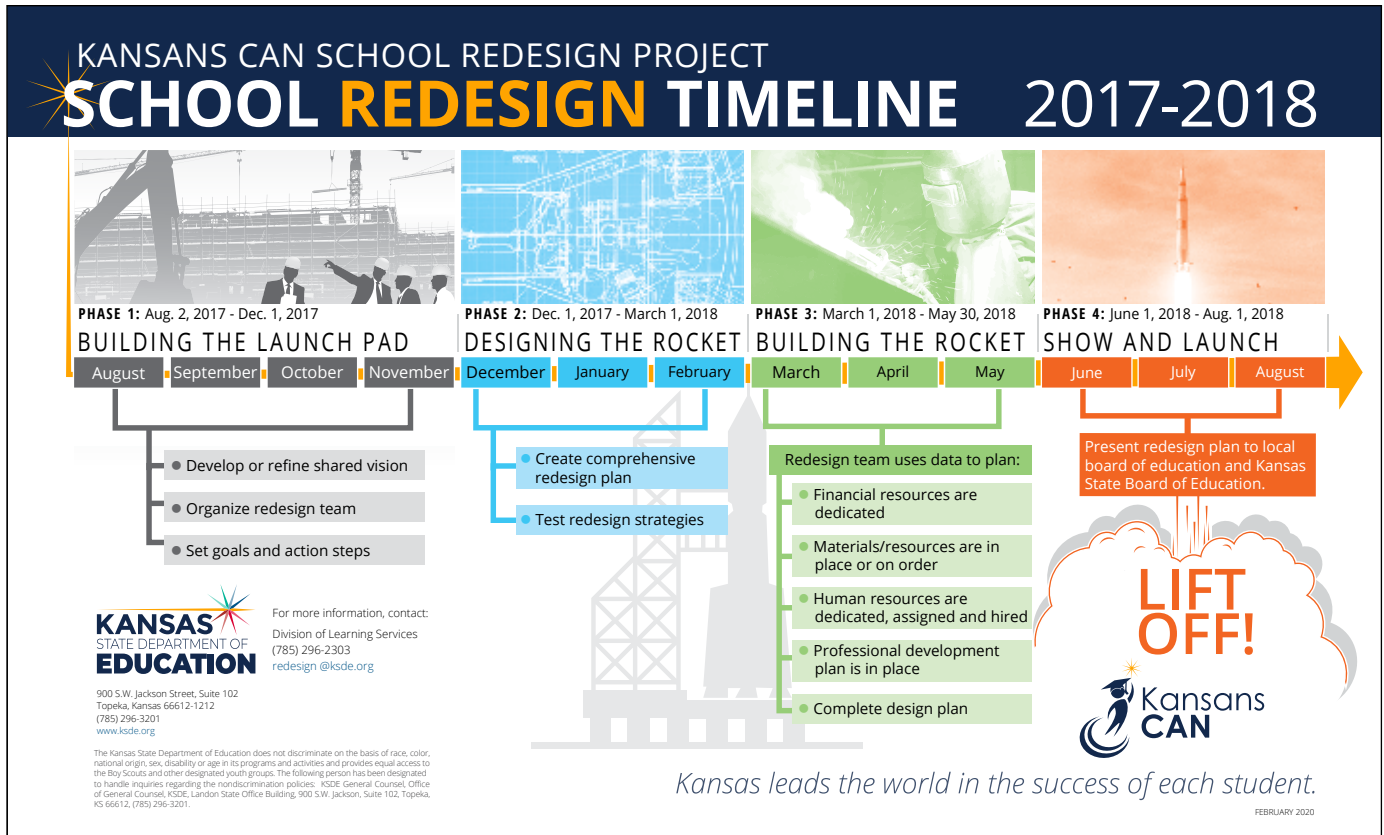 KANSANS CAN SCHOOL REDESIGN PROJECT
SCHOOL REDESIGN TIMELINE 2017-2018
PHASE 1: Aug. 2, 2017 - Dec. 1, 2017
BUILDING THE LAUNCH PAD
August September October November
Develop or refine shared vision
Organize redesign team
Set goals and action steps
PHASE 2: Dec. 1, 2017 - March 1, 2018
DESIGNING THE ROCKET
December January February
Create comprehensive
redesign plan
Test redesign strategies
PHASE 3: March 1, 2018 - May 30, 2018
BUILDING THE ROCKET
March April May
Redesign team uses data to plan:
Financial resources are
dedicated
Materials/resources are in
place or on order
Human resources are
dedicated, assigned and hired
Professional development
plan is in place
Complete design plan
PHASE 4: June 1, 2018 - Aug. 1, 2018
SHOW AND LAUNCH
June July August
Present redesign plan to local
board of education and Kansas
State Board of Education.
LIFT
OFF!
Kansans
CAN
KANSAS
STATE DEPARTMENT OF
EDUCATION
For more information, contact:
Division of Learning Services
(785) 296-2303
redesign @ksde.org
900 S.W. Jackson Street, Suite 102
Topeka, Kansas 66612-1212
(785) 296-3201
www.ksde.org
The Kansas State Department of Education does not discriminate on the basis of race, color,
national origin, sex, disability or age in its programs and activities and provides equal access to
the Boy Scouts and other designated youth groups. The following person has been designated
to handle inquiries regarding the nondiscrimination policies: KSDE General Counsel, Office
of General Counsel, KSDE, Landon State Office Building, 900 S.W. Jackson, Suite 102, Topeka,
KS 66612, (785) 296-3201.
Kansas leads the world in the success of each student.
FEBRUARY 2020